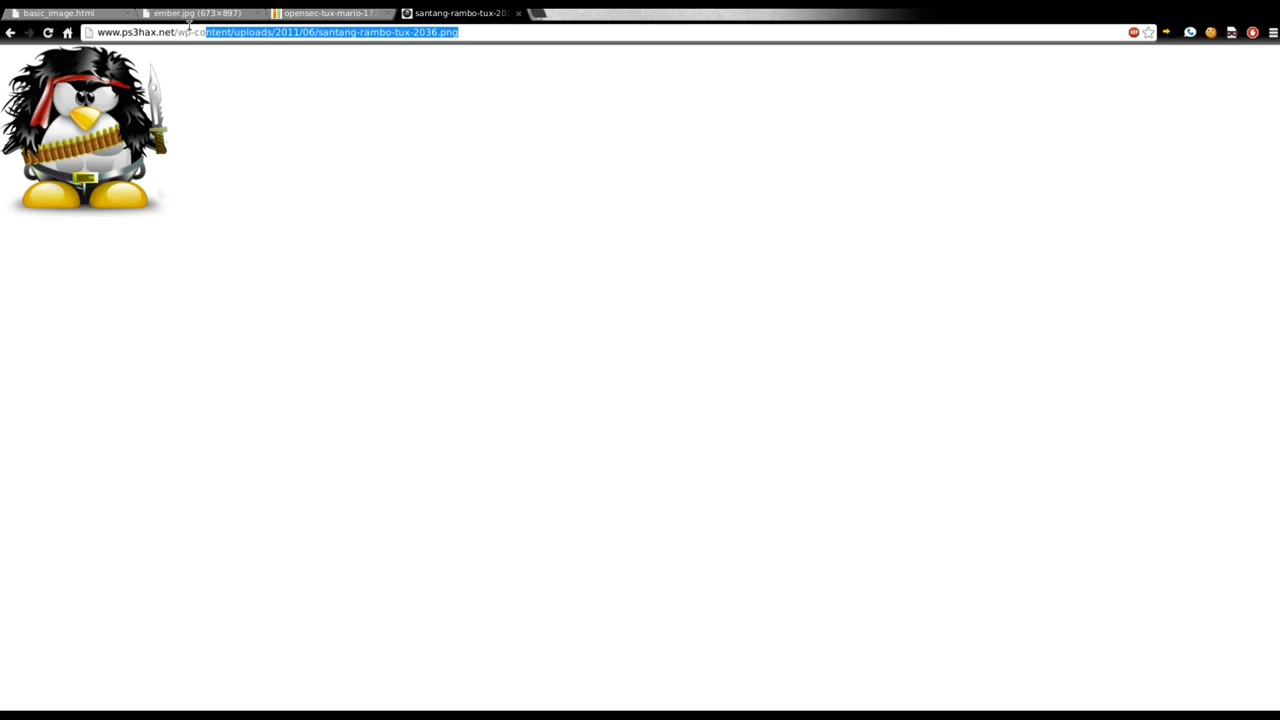 basic_image.html
ember.jpg (673×897)
opensec-tux-mario-17
santang-rambo-tux-20
www.ps3hax.net/wp-content/uploads/2011/06/santang-rambo-tux-2036.png
ABP